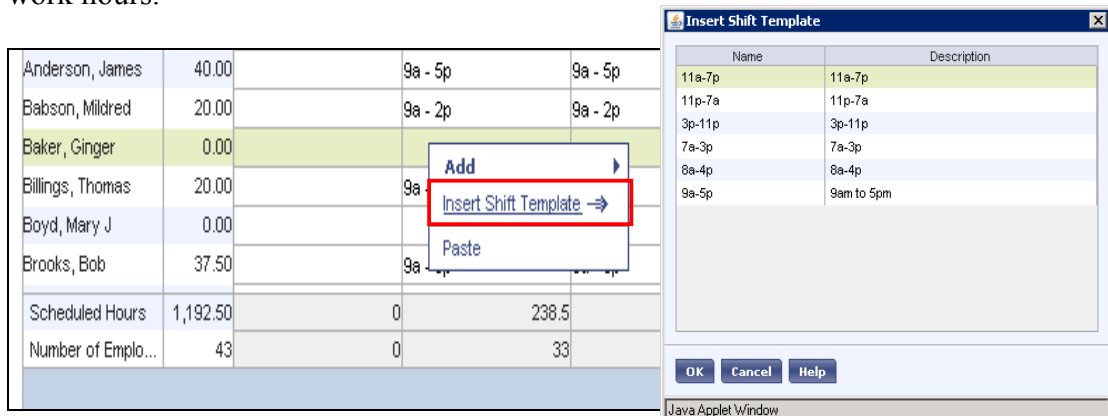 work hours.
Anderson, James 40.00 9a - 5p 9a - 5p
Babson, Mildred 20.00 9a - 2p 9a - 2p
Baker, Ginger 0.00
Billings, Thomas 20.00 9a -
Boyd, Mary J 0.00
Brooks, Bob 37.50 9a -
Scheduled Hours 1,192.50 0 238.5
Number of Emplo... 43 0 33
Add
Insert Shift Template
Paste
Insert Shift Template
Name Description
11a-7p 11a-7p
11p-7a 11p-7a
3p-11p 3p-11p
7a-3p 7a-3p
8a-4p 8a-4p
9a-5p 9am to 5pm
OK Cancel Help
Java Applet Window